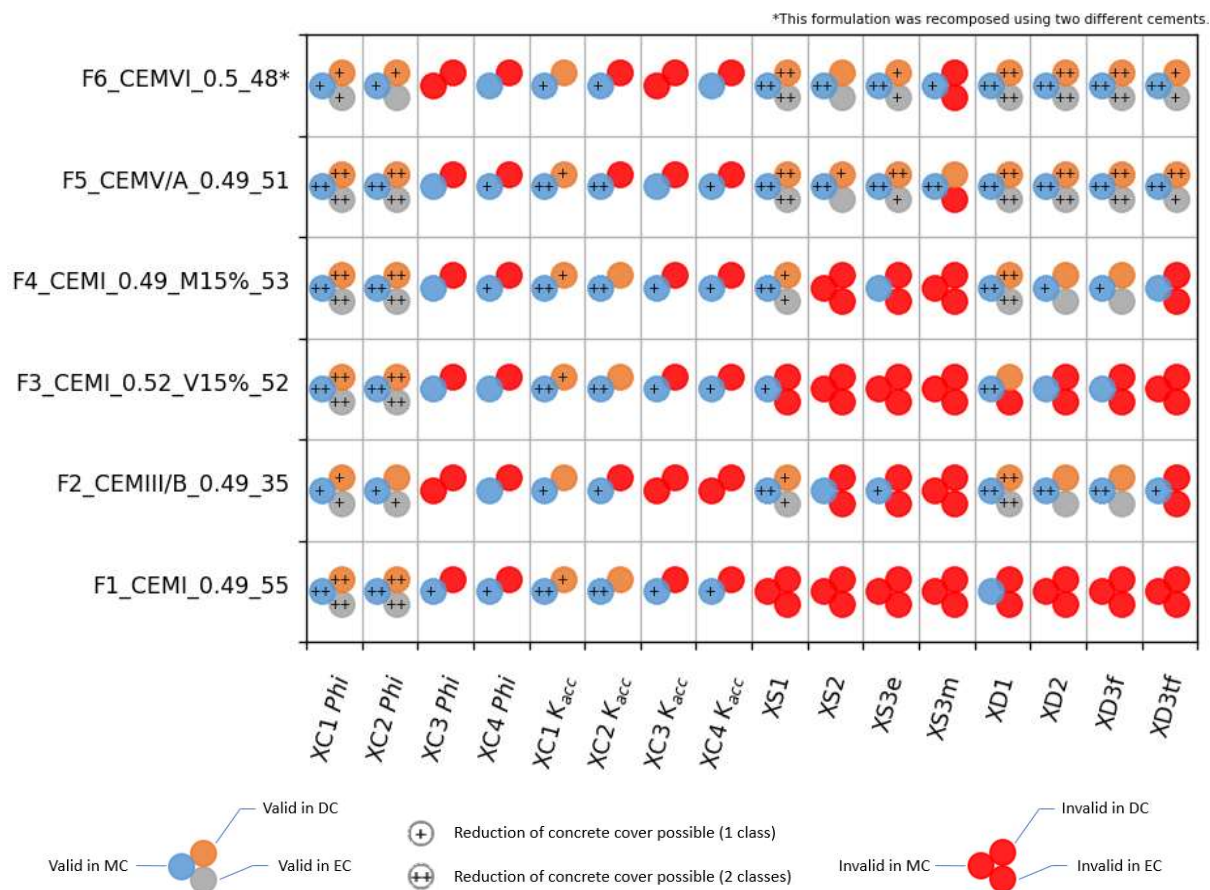 *This formulation was recomposed using two different cements.
F6_CEMVI_0.5_48*
+ + ++ + ++ ++ ++ +
+ + + + ++ ++ ++ + ++ ++ ++ ++
+ ++ + ++ ++ ++ +
F5_CEMV/A_0.49_51
++ ++ + ++ + ++ ++ ++ ++ ++
++ ++ + ++ ++ + ++ ++ ++ ++ ++ ++ ++ ++
++ ++ ++ + ++ ++ ++ +
F4_CEMI_0.49_M15%_53
++ ++ + + ++
++ ++ + ++ ++ + + ++ ++ + +
++ ++ + ++
F3_CEMI_0.52_V15%_52
++ ++ +
++ ++ ++ ++ + + + ++
++ ++
F2_CEMIII/B_0.49_35
+ + ++
+ + + + ++ + ++ ++ ++ +
+ + + ++
F1_CEMI_0.49_55
++ ++ +
++ ++ + + ++ ++ + +
++ ++
XC1 Phi
XC2 Phi
XC3 Phi
XC4 Phi
XC1 Kacc
XC2 Kacc
XC3 Kacc
XC4 Kacc
XS1
XS2
XS3e
XS3m
XD1
XD2
XD3f
XD3tf
Valid in DC
Valid in MC
Valid in EC
+ Reduction of concrete cover possible (1 class)
++ Reduction of concrete cover possible (2 classes)
Invalid in DC
Invalid in MC
Invalid in EC